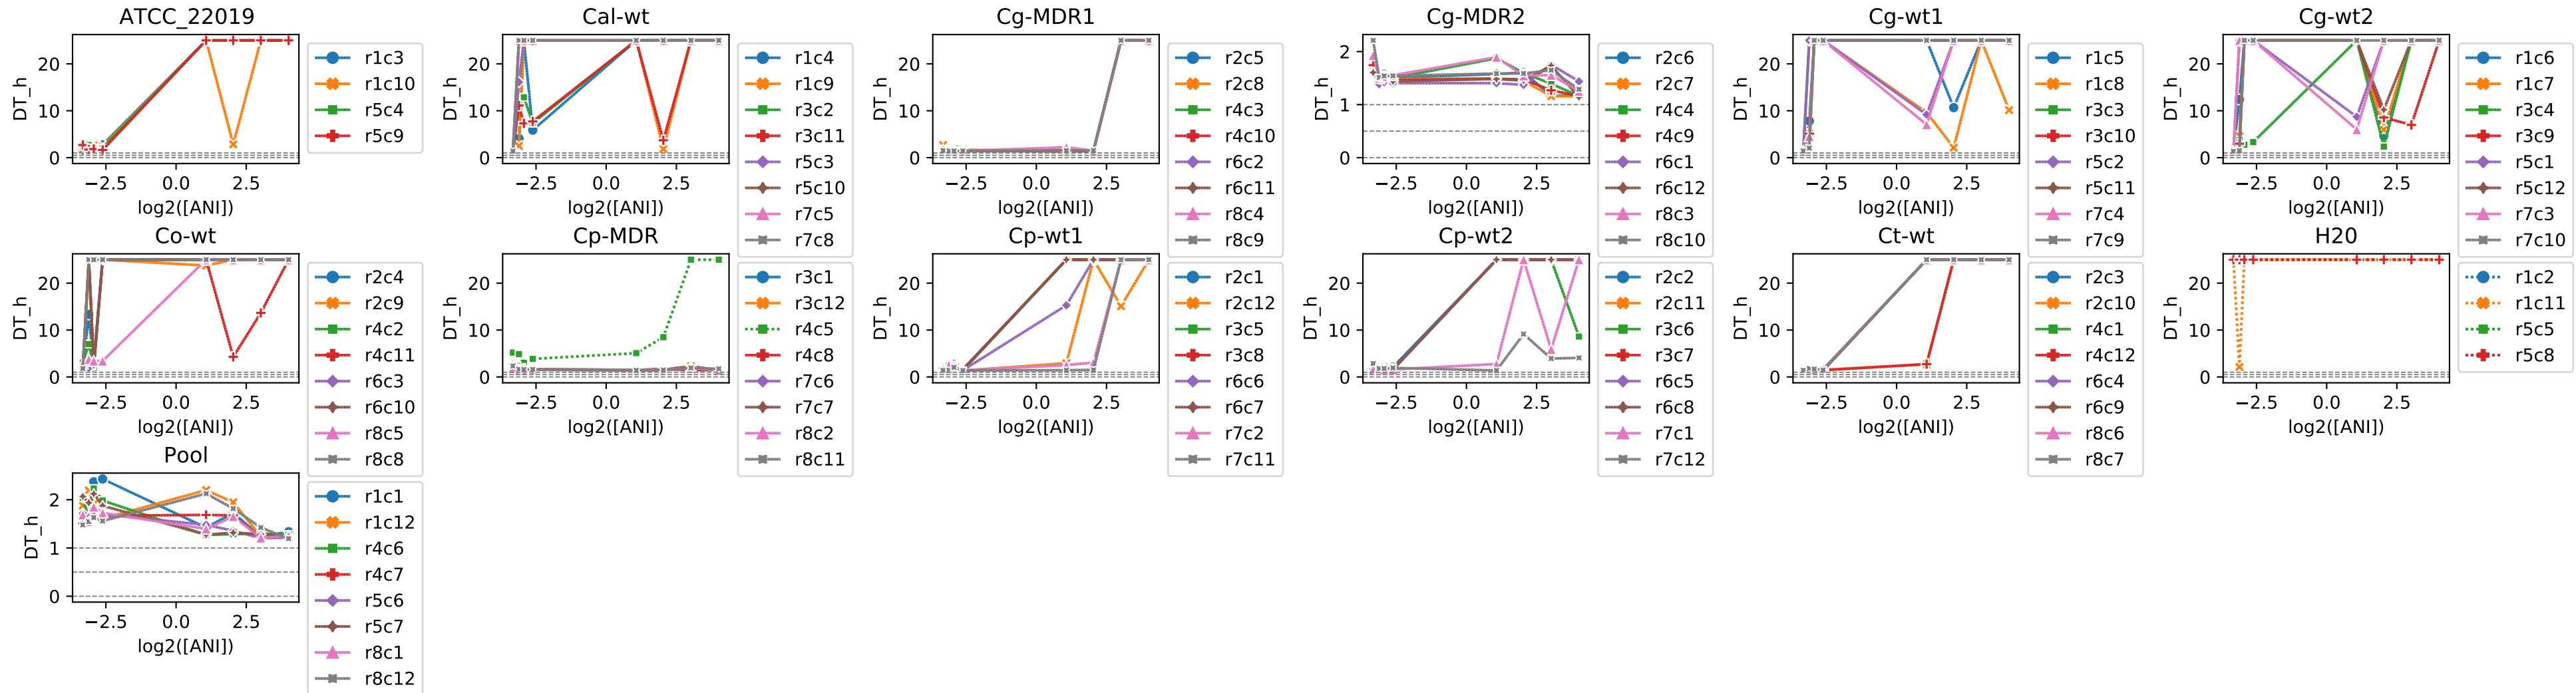 ATCC_22019
DT_h
20
10
0
−2.5
0.0
2.5
log2([ANI])
r1c3
r1c10
r5c4
r5c9
Cal-wt
DT_h
20
10
0
−2.5
0.0
2.5
log2([ANI])
r1c4
r1c9
r3c2
r3c11
r5c3
r5c10
r7c5
r7c8
Cg-MDR1
DT_h
20
10
0
−2.5
0.0
2.5
log2([ANI])
r2c5
r2c8
r4c3
r4c10
r6c2
r6c11
r8c4
r8c9
Cg-MDR2
DT_h
2
1
0
−2.5
0.0
2.5
log2([ANI])
r2c6
r2c7
r4c4
r4c9
r6c1
r6c12
r8c3
r8c10
Cg-wt1
DT_h
20
10
0
−2.5
0.0
2.5
log2([ANI])
r1c5
r1c8
r3c3
r3c10
r5c2
r5c11
r7c4
r7c9
Cg-wt2
DT_h
20
10
0
−2.5
0.0
2.5
log2([ANI])
r1c6
r1c7
r3c4
r3c9
r5c1
r5c12
r7c3
r7c10
Co-wt
DT_h
20
10
0
−2.5
0.0
2.5
log2([ANI])
r2c4
r2c9
r4c2
r4c11
r6c3
r6c10
r8c5
r8c8
Cp-MDR
DT_h
20
10
0
−2.5
0.0
2.5
log2([ANI])
r3c1
r3c12
r4c5
r4c8
r7c6
r7c7
r8c2
r8c11
Cp-wt1
DT_h
20
10
0
−2.5
0.0
2.5
log2([ANI])
r2c1
r2c12
r3c5
r3c8
r6c6
r6c7
r7c2
r7c11
Cp-wt2
DT_h
20
10
0
−2.5
0.0
2.5
log2([ANI])
r2c2
r2c11
r3c6
r3c7
r6c5
r6c8
r7c1
r7c12
Ct-wt
DT_h
20
10
0
−2.5
0.0
2.5
log2([ANI])
r2c3
r2c10
r4c1
r4c12
r6c4
r6c9
r8c6
r8c7
H20
DT_h
20
10
0
−2.5
0.0
2.5
log2([ANI])
r1c2
r1c11
r5c5
r5c8
Pool
DT_h
2
1
0
−2.5
0.0
2.5
log2([ANI])
r1c1
r1c12
r4c6
r4c7
r5c6
r5c7
r8c1
r8c12